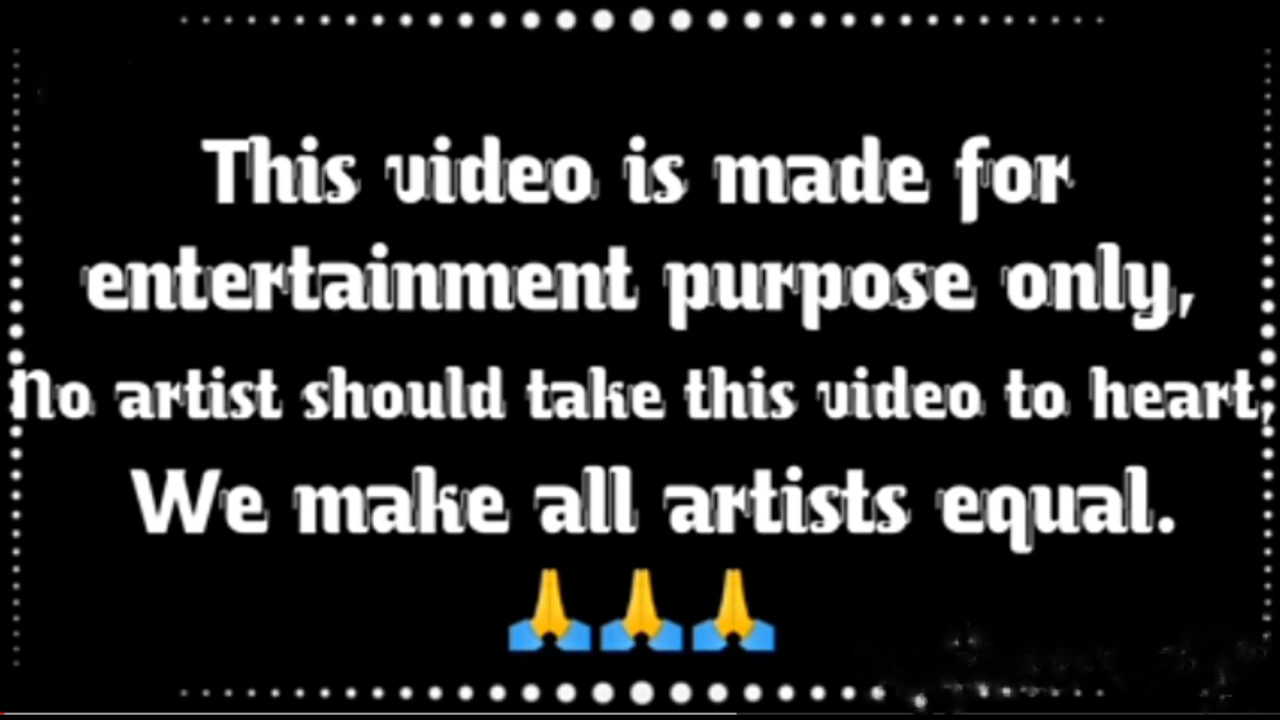 This video is made for
entertainment purpose only,
No artist should take this video to heart,
We make all artists equal.
🙏🙏🙏